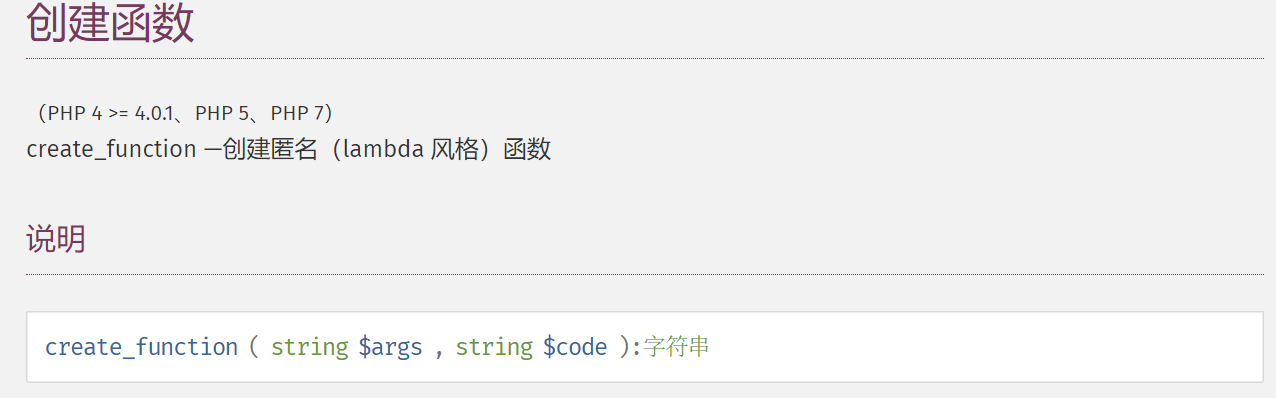 创建函数
（PHP 4 >= 4.0.1、PHP 5、PHP 7）
create_function —创建匿名（lambda 风格）函数
说明
create_function ( string $args , string $code ):字符串